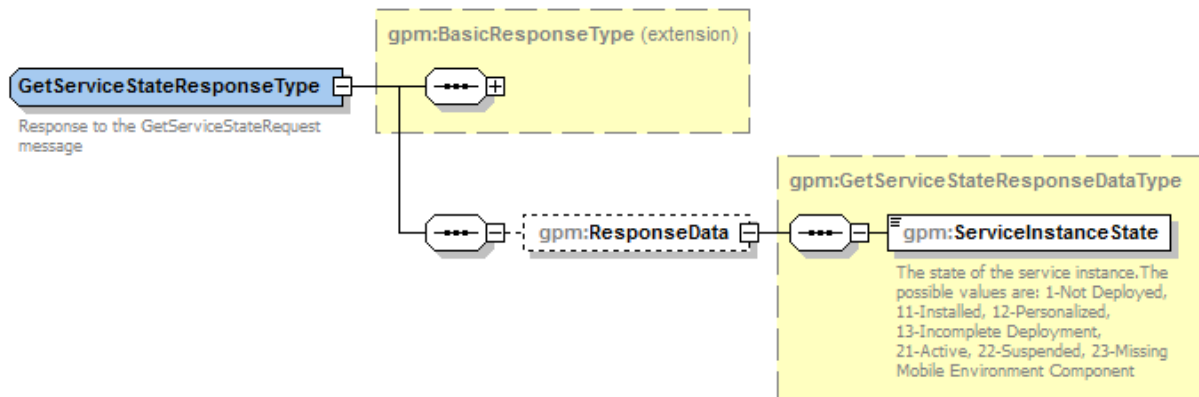 gpm:BasicResponseType (extension)
GetServiceStateResponseType
Response to the GetServiceStateRequest
message
gpm:GetServiceStateResponseDataType
gpm:ResponseData
gpm:ServiceInstanceState
The state of the service instance.The
possible values are: 1-Not Deployed,
11-Installed, 12-Personalized,
13-Incomplete Deployment,
21-Active, 22-Suspended, 23-Missing
Mobile Environment Component